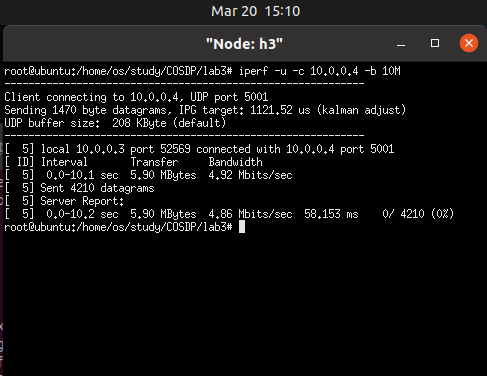 Mar 20 15:10
"Node: h3"
root@ubuntu:/home/os/study/COSDP/lab3# iperf -u -c 10.0.0.4 -b 10M
------------------------------------------------------------
Client connecting to 10.0.0.4, UDP port 5001
Sending 1470 byte datagrams, IPG target: 1121.52 us (kalman adjust)
UDP buffer size:  208 KByte (default)
------------------------------------------------------------
[  5] local 10.0.0.3 port 52569 connected with 10.0.0.4 port 5001
[ ID] Interval       Transfer     Bandwidth
[  5]  0.0-10.1 sec  5.90 MBytes  4.92 Mbits/sec
[  5] Sent 4210 datagrams
[  5] Server Report:
[  5]  0.0-10.2 sec  5.90 MBytes  4.86 Mbits/sec  58.153 ms    0/ 4210 (0%)
root@ubuntu:/home/os/study/COSDP/lab3#